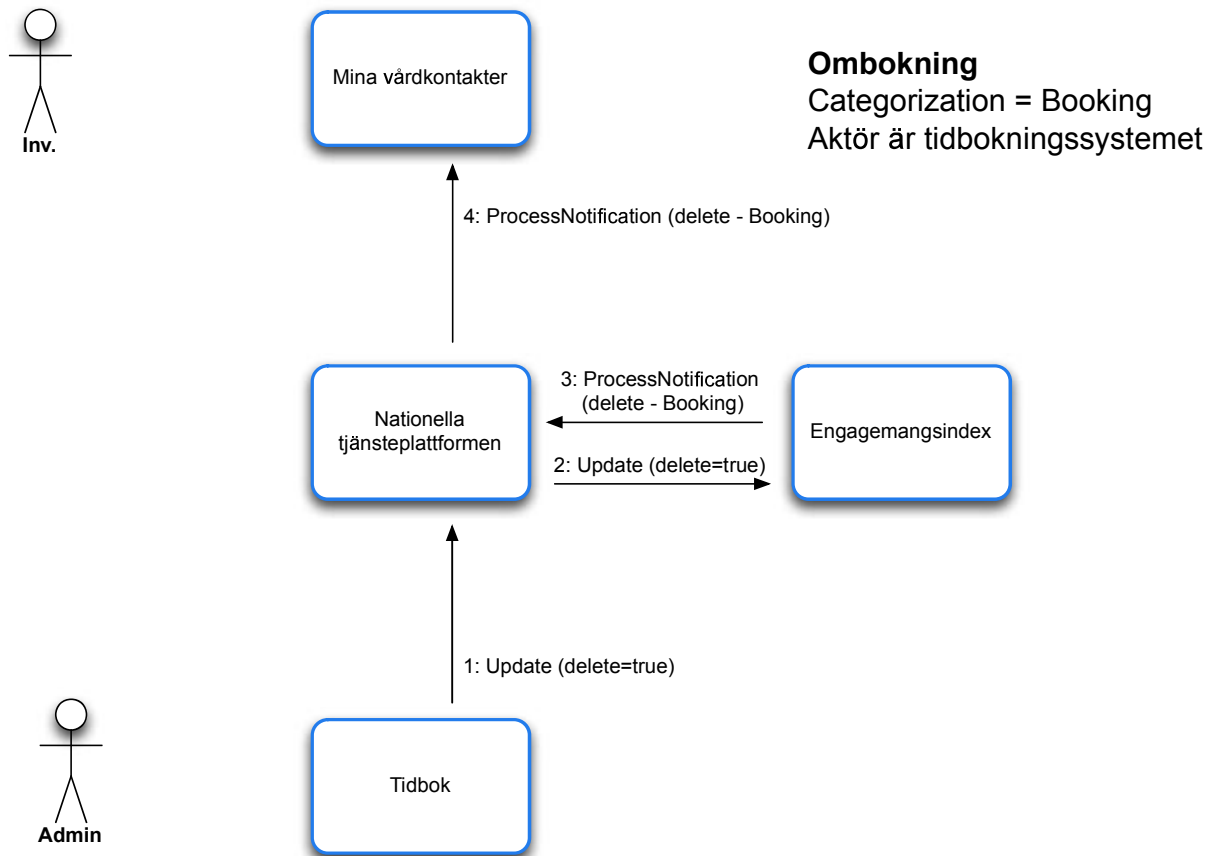 Inv.
Mina vårdkontakter
Ombokning
Categorization = Booking
Aktör är tidbokningssystemet
4: ProcessNotification (delete - Booking)
Nationella
tjänsteplattformen
3: ProcessNotification
(delete - Booking)
2: Update (delete=true)
Engagemangsindex
1: Update (delete=true)
Admin
Tidbok